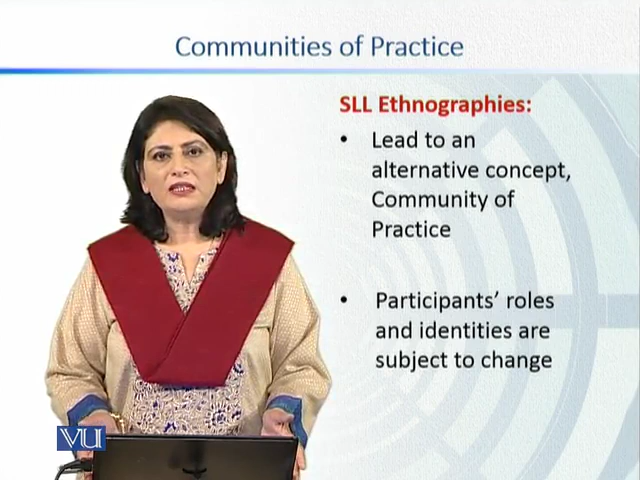 Communities of Practice
SLL Ethnographies:
• Lead to an
alternative concept,
Community of
Practice
• Participants’ roles
and identities are
subject to change
VU